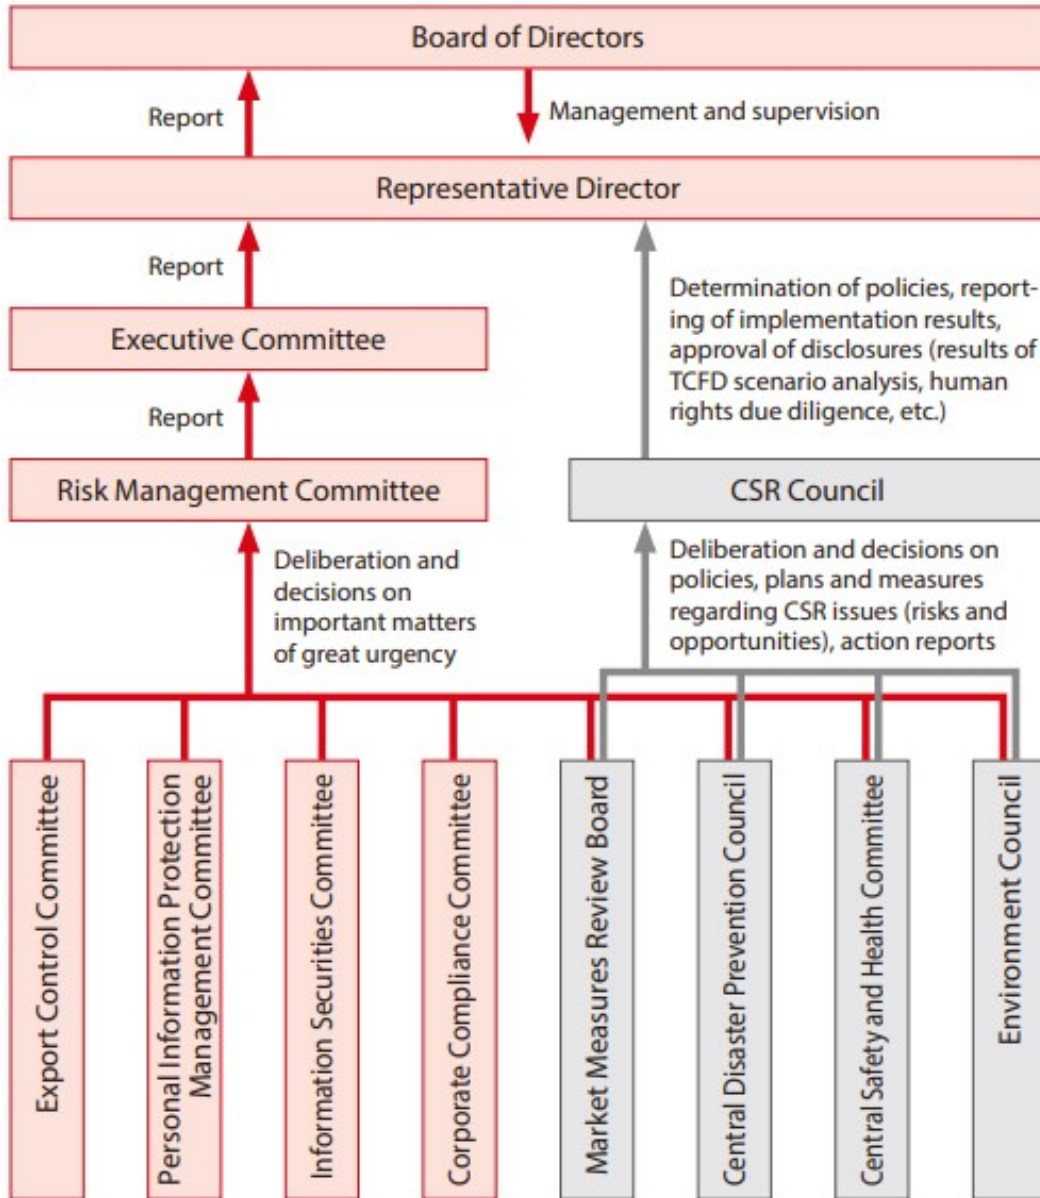 Board of Directors
Report
Management and supervision
Representative Director
Report
Determination of policies, report-
ing of implementation results,
approval of disclosures (results of
TCFD scenario analysis, human
rights due diligence, etc.)
Executive Committee
Report
Risk Management Committee
CSR Council
Deliberation and
decisions on
important matters
of great urgency
Deliberation and decisions on
policies, plans and measures
regarding CSR issues (risks and
opportunities), action reports
Export Control Committee
Personal Information Protection
Management Committee
Information Securities Committee
Corporate Compliance Committee
Market Measures Review Board
Central Disaster Prevention Council
Central Safety and Health Committee
Environment Council